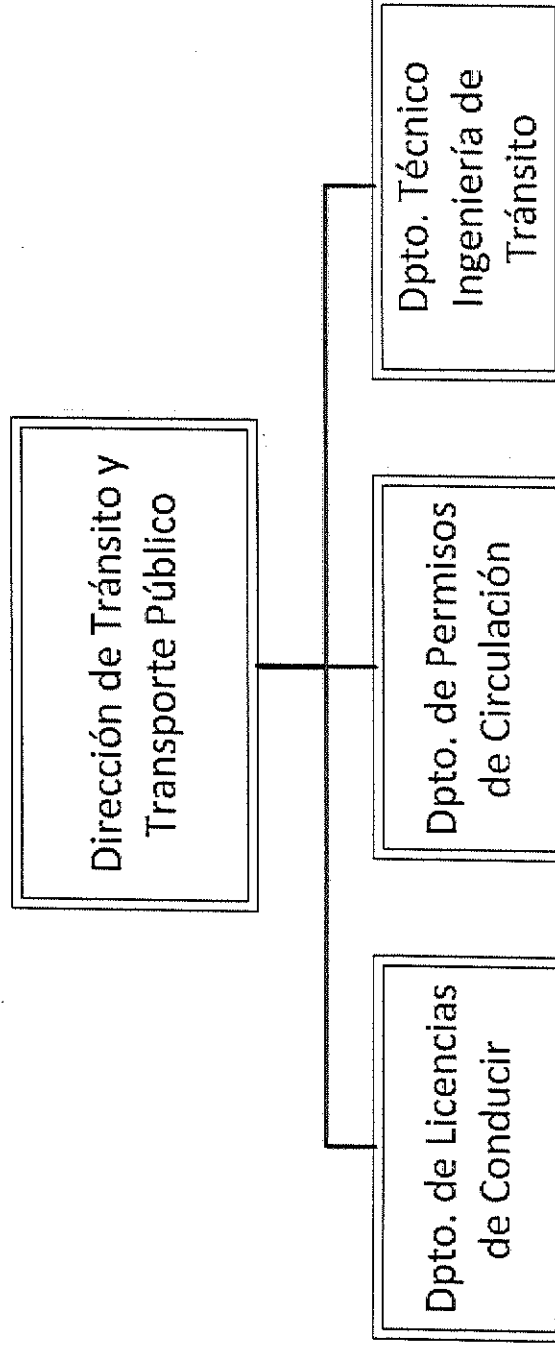 Dirección de Tránsito y
Transporte Público
Dpto. de Licencias
de Conducir
Dpto. de Permisos
de Circulación
Dpto. Técnico
Ingeniería de
Tránsito